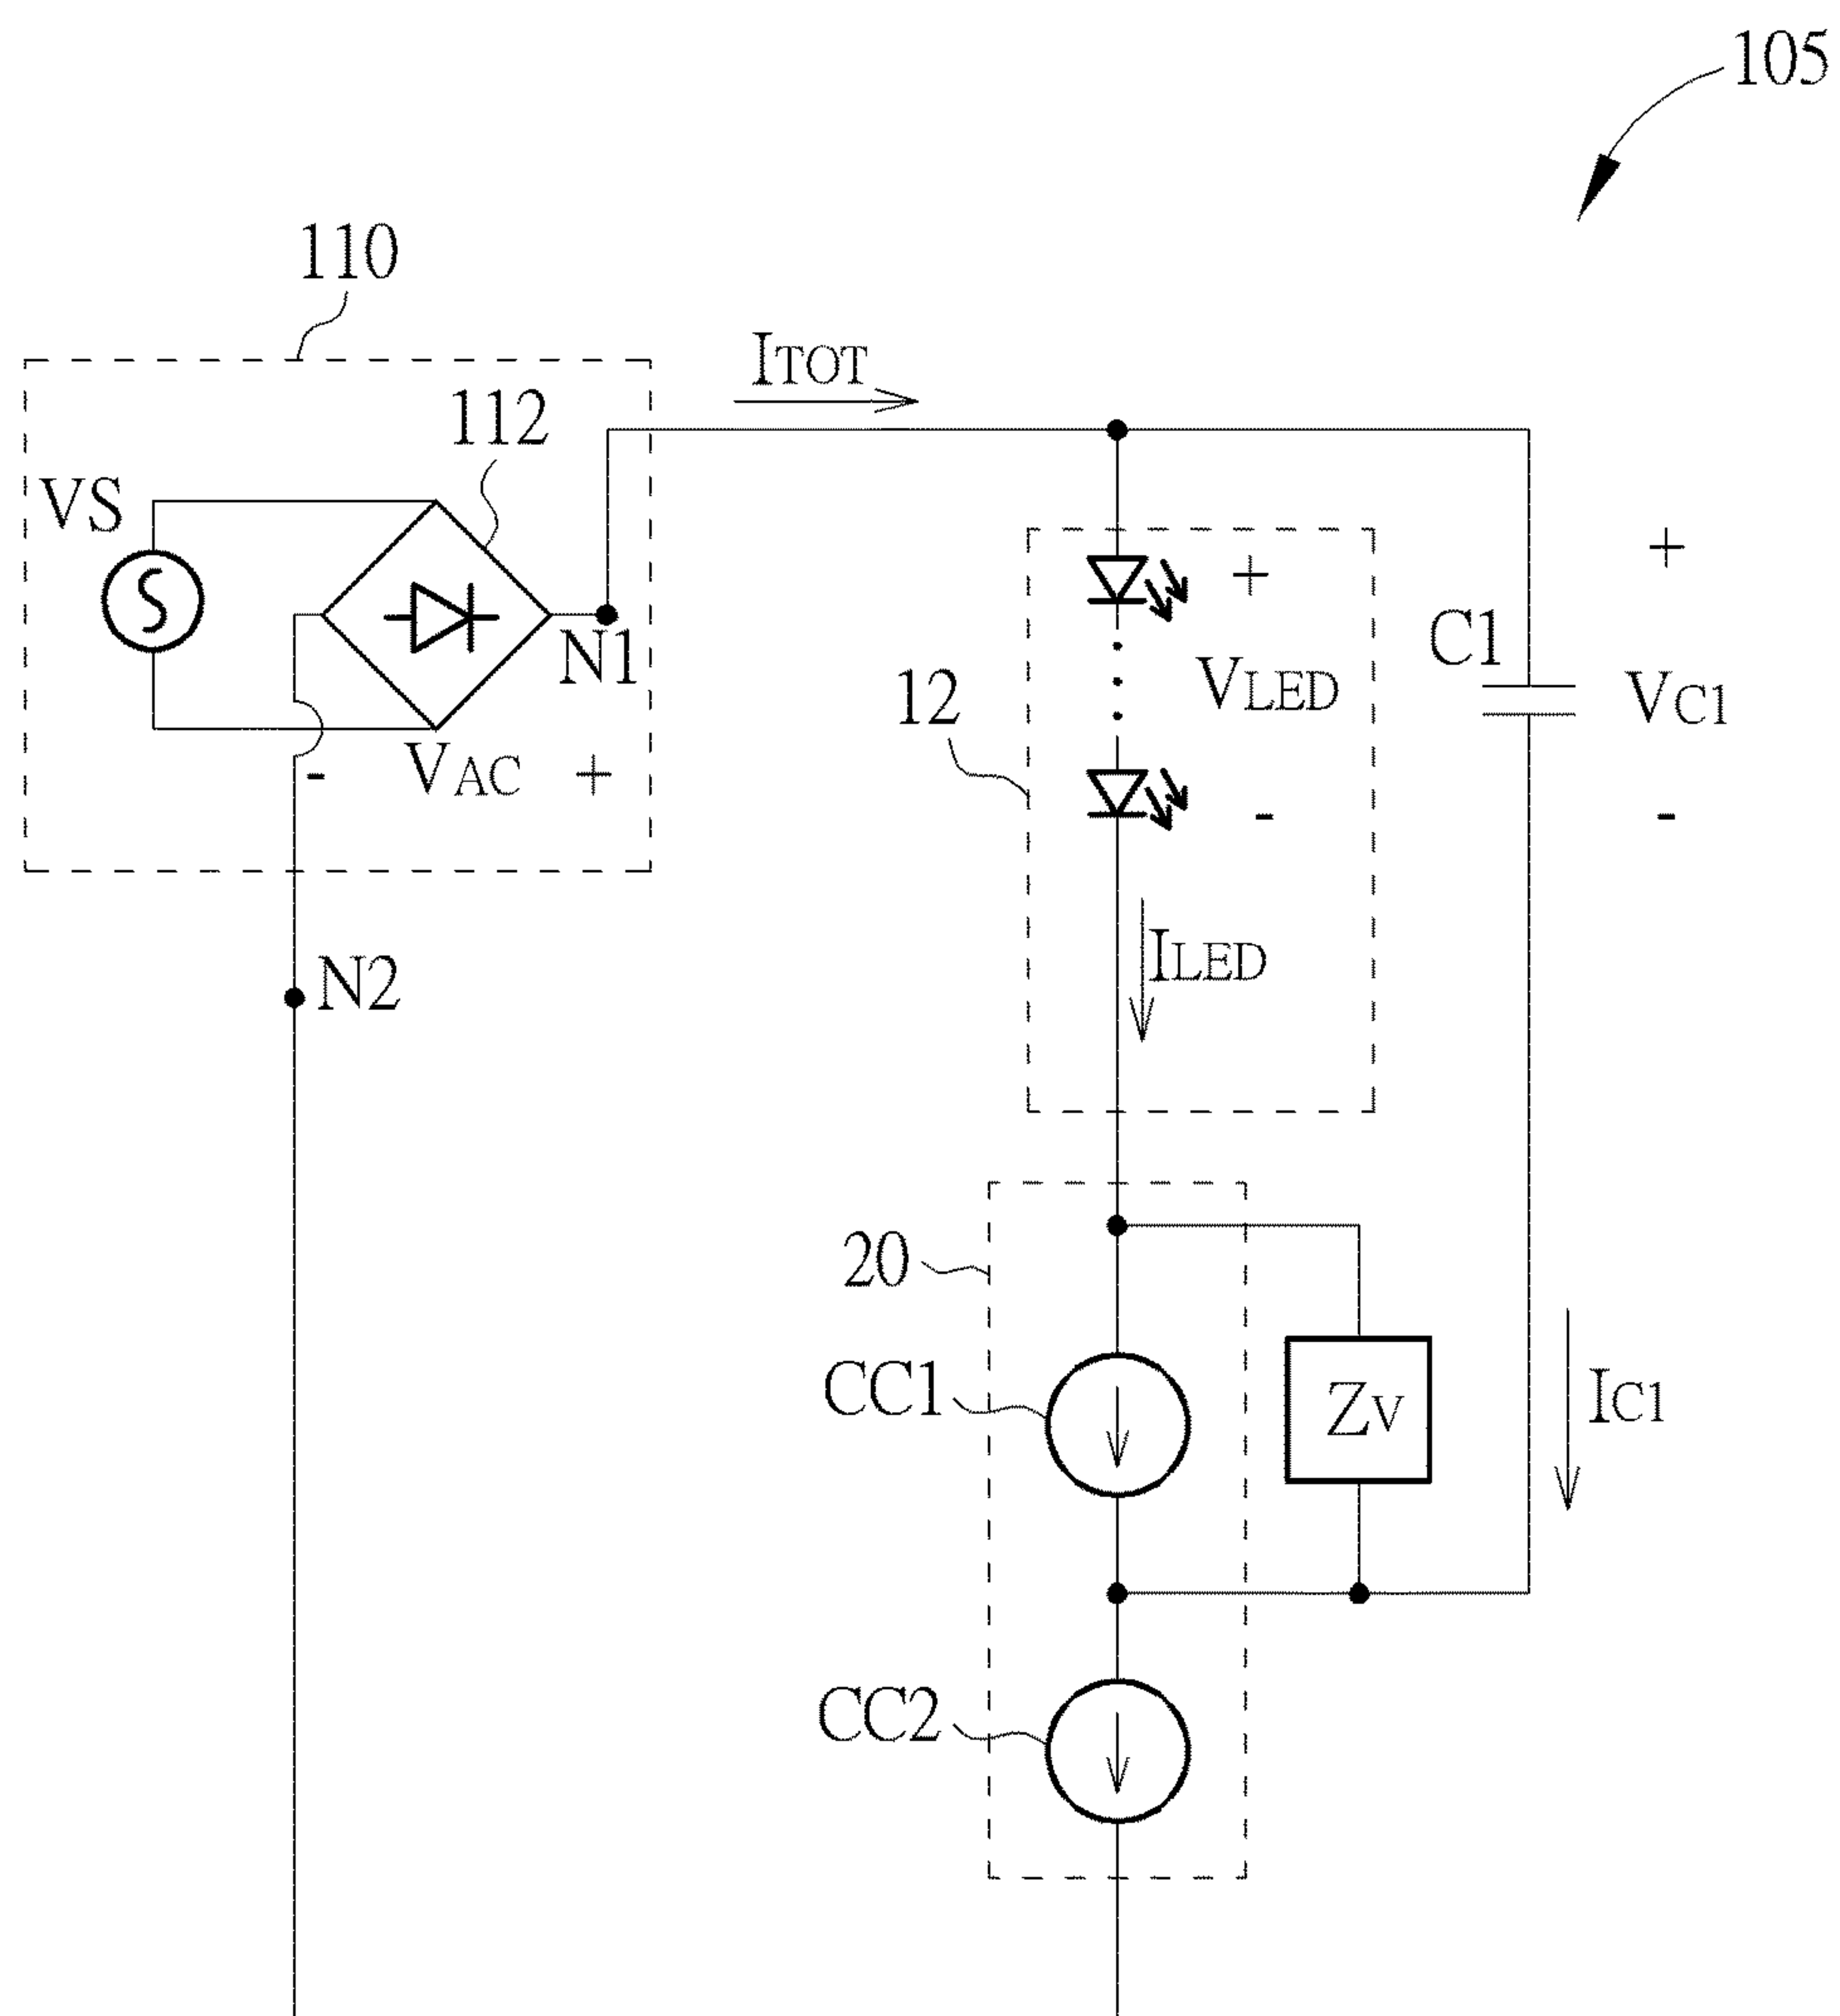 105
110
ITOT
112
VS
N1
+
+
C1
12
VLED
VC1
- VAC +
-
-
ILED
N2
20
CC1
ZV
IC1
CC2